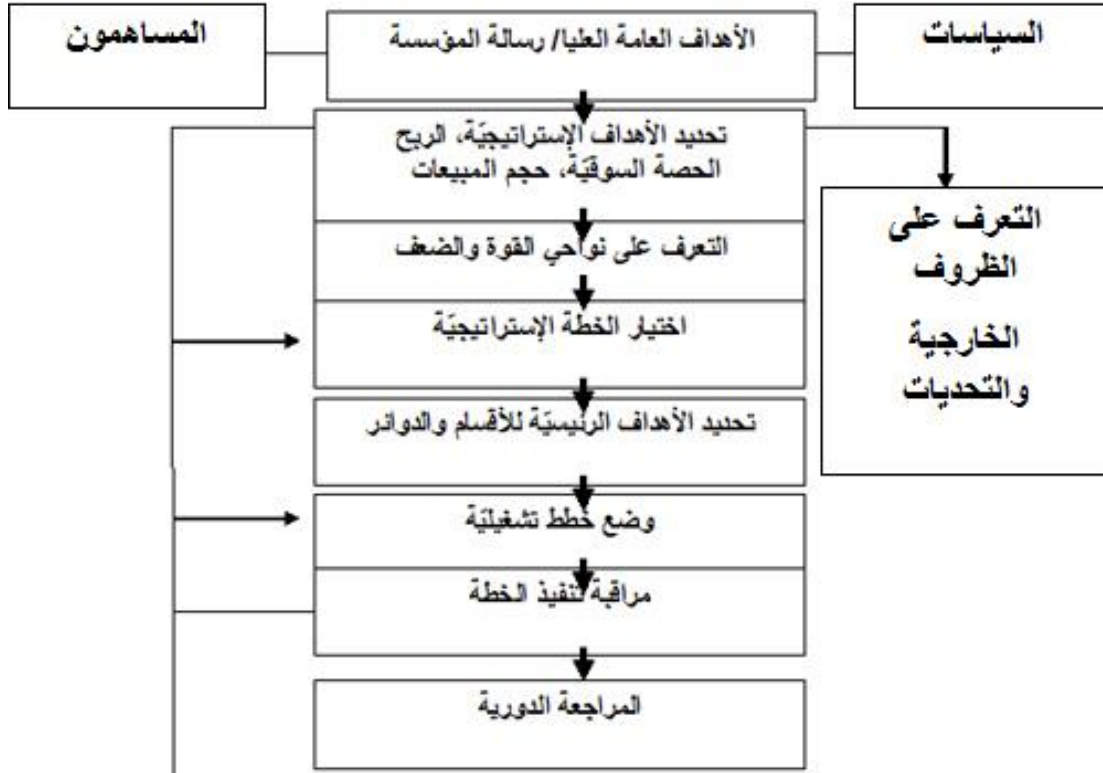 المساهمون
الأهداف العامة العليا/ رسالة المؤسسة
السياسات
تحديد الأهداف الإستراتيجيّة، الربح
الحصة السوقيّة، حجم المبيعات
التعرف على نواحي القوة والضعف
اختيار الخطة الإستراتيجيّة
التعرف على
الظروف
الخارجية
والتحديات
تحديد الأهداف الرئيسيّة للأقسام والدوائر
وضع خطط تشغيليّة
مراقبة تنفيذ الخطة
المراجعة الدورية